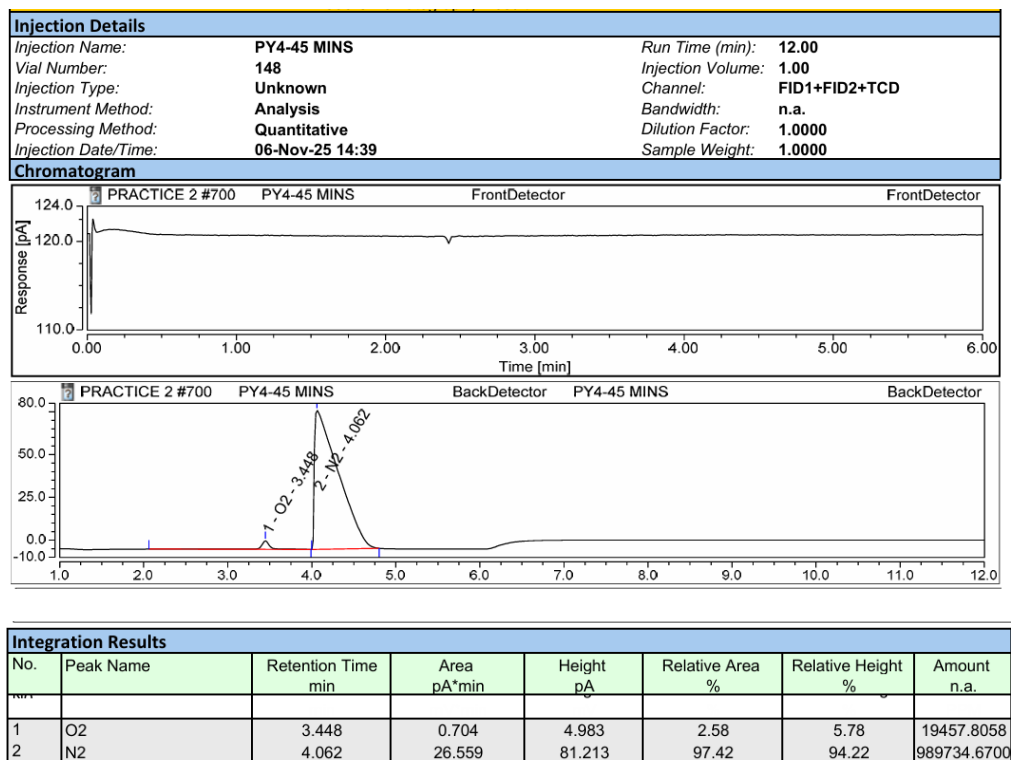 Injection Details
Injection Name: PY4-45 MINS Run Time (min): 12.00
Vial Number: 148 Injection Volume: 1.00
Injection Type: Unknown Channel: FID1+FID2+TCD
Instrument Method: Analysis Bandwidth: n.a.
Processing Method: Quantitative Dilution Factor: 1.0000
Injection Date/Time: 06-Nov-25 14:39 Sample Weight: 1.0000
Chromatogram
PRACTICE 2 #700 PY4-45 MINS FrontDetector FrontDetector
124.0
120.0
110.0
Response [pA]
0.00 1.00 2.00 3.00 4.00 5.00 6.00
Time [min]
PRACTICE 2 #700 PY4-45 MINS BackDetector PY4-45 MINS BackDetector
80.0
50.0
25.0
0.0
-10.0
1 - O2 - 3.448
2 - N2 - 4.062
1.0 2.0 3.0 4.0 5.0 6.0 7.0 8.0 9.0 10.0 11.0 12.0
Integration Results
No. Peak Name Retention Time Area Height Relative Area Relative Height Amount
min pA*min pA % % n.a.
1 O2 3.448 0.704 4.983 2.58 5.78 19457.8058
2 N2 4.062 26.559 81.213 97.42 94.22 989734.6700